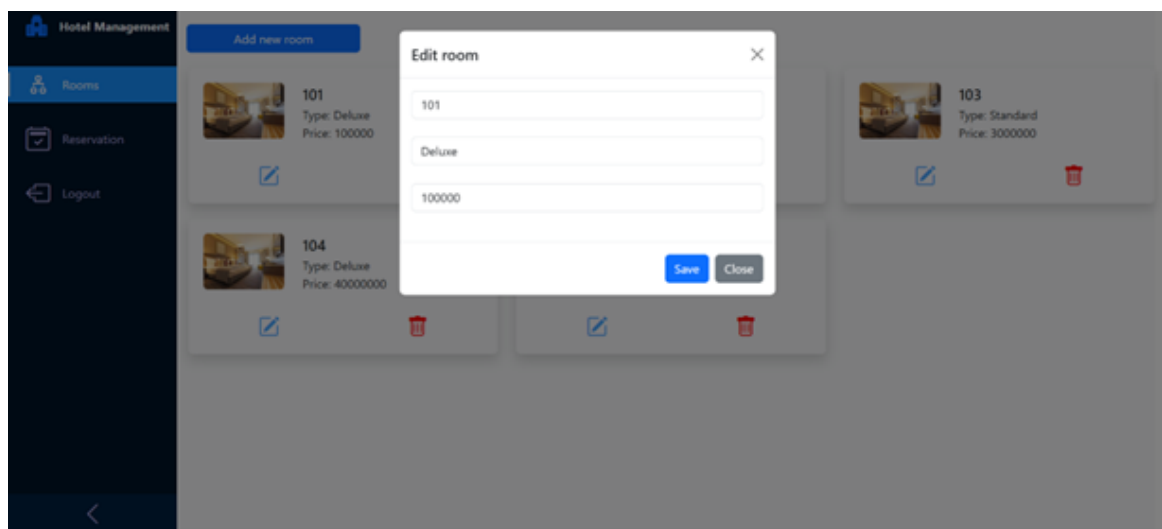 Hotel Management
Rooms
Reservation
Logout
Add new room
101
Type: Deluxe
Price: 100000
103
Type: Standard
Price: 3000000
104
Type: Deluxe
Price: 40000000
Edit room
101
Deluxe
100000
Save
Close